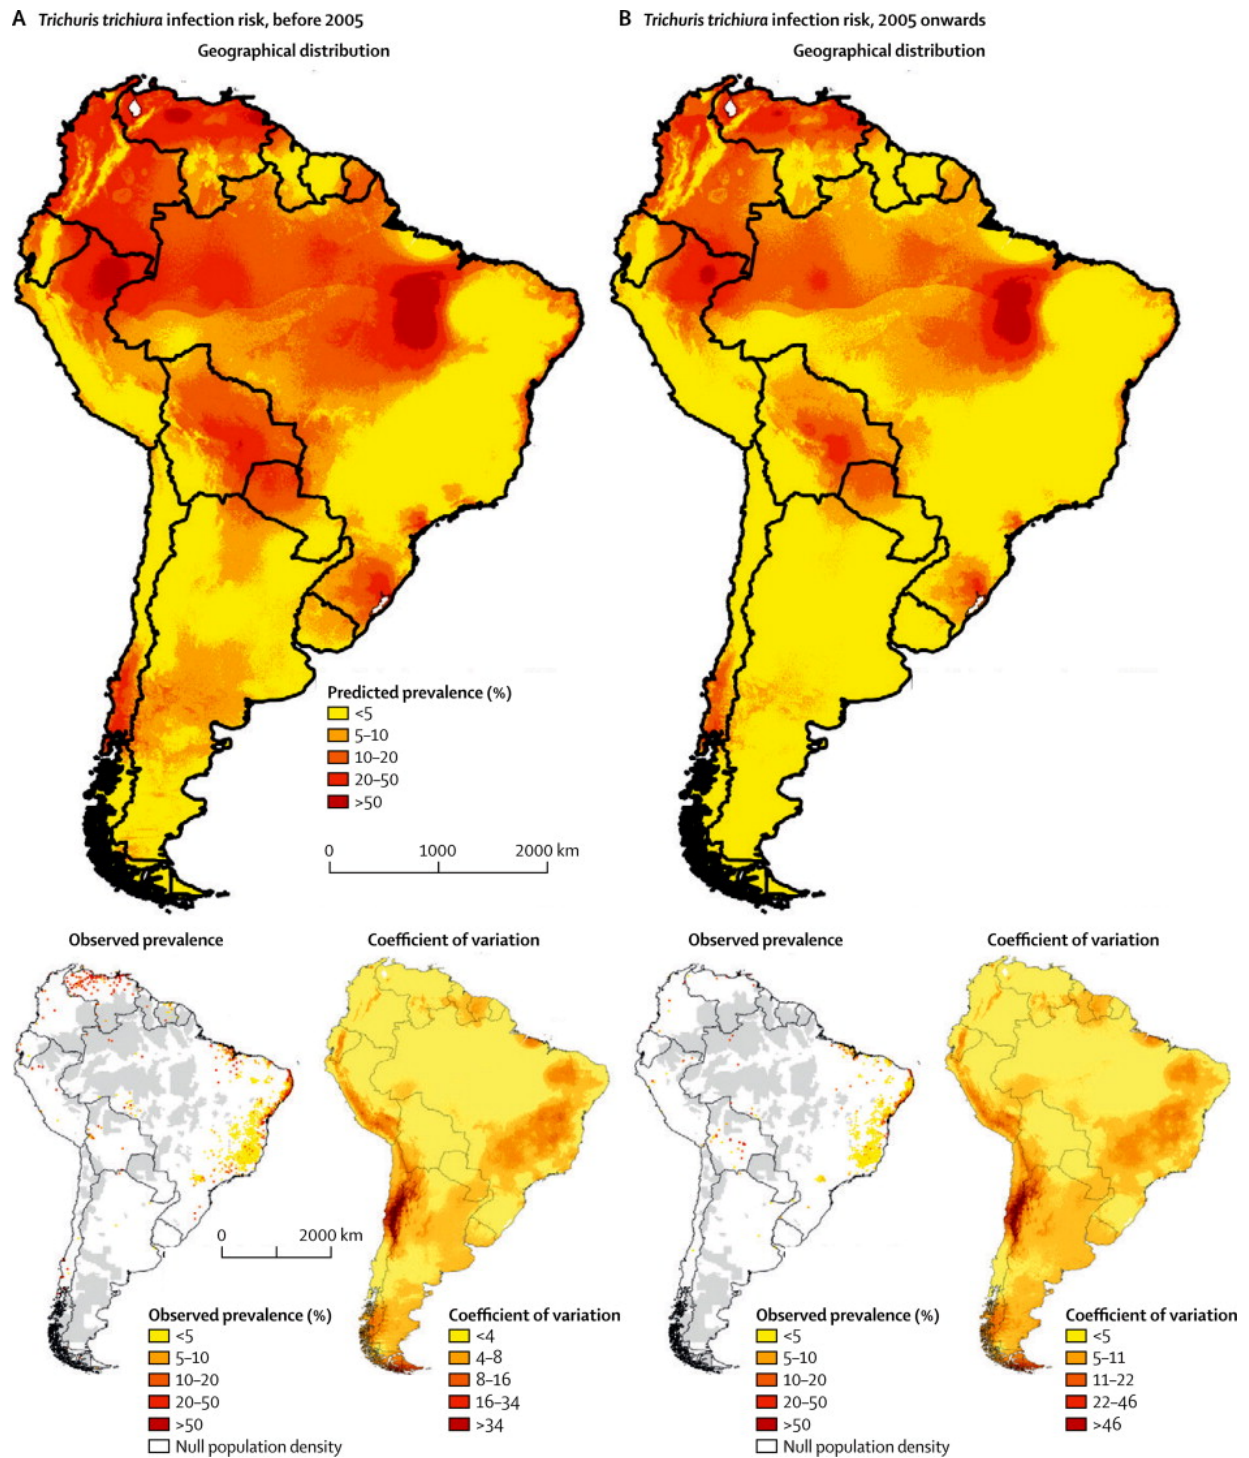 A Trichuris trichiura infection risk, before 2005
Geographical distribution
Predicted prevalence (%)
<5
5–10
10–20
20–50
>50
0 1000 2000 km
Observed prevalence
Coefficient of variation
0 2000 km
Observed prevalence (%)
<5
5–10
10–20
20–50
>50
Null population density
Coefficient of variation
<4
4–8
8–16
16–34
>34
B Trichuris trichiura infection risk, 2005 onwards
Geographical distribution
Observed prevalence
Coefficient of variation
Observed prevalence (%)
<5
5–10
10–20
20–50
>50
Null population density
Coefficient of variation
<5
5–11
11–22
22–46
>46